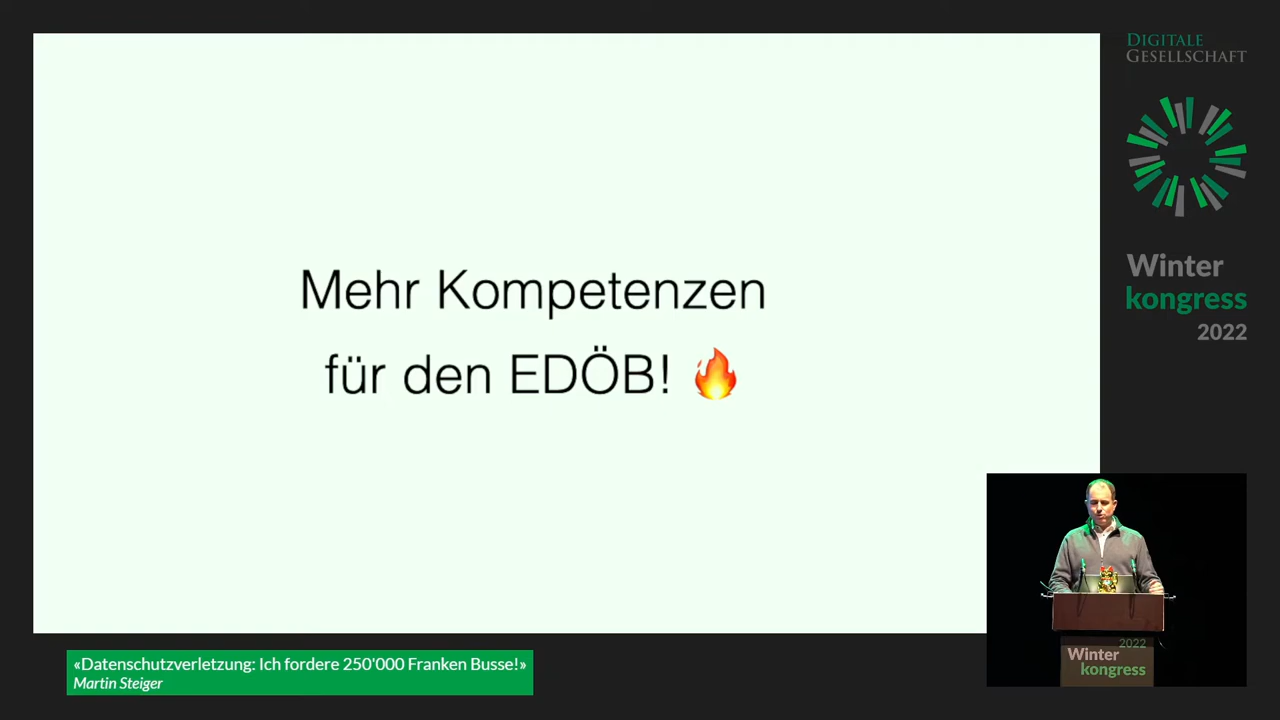 DIGITALE
GESELLSCHAFT
Winter
kongress
2022
Mehr Kompetenzen
für den EDÖB! 🔥
2022
Winter
kongress
«Datenschutzverletzung: Ich fordere 250'000 Franken Busse!»
Martin Steiger